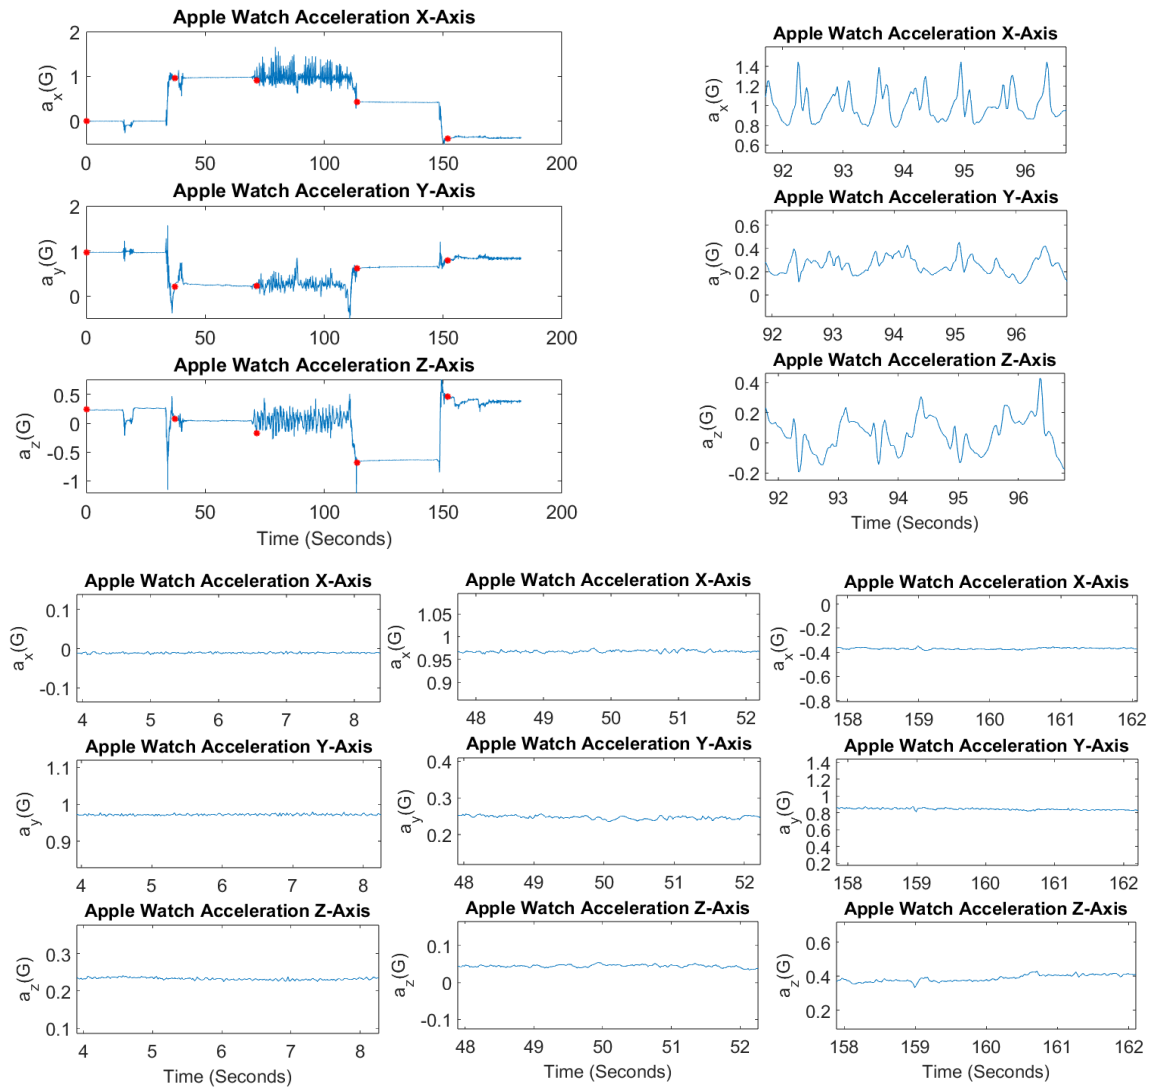 Apple Watch Acceleration X-Axis
2
1
0
a_x(G)
0 50 100 150 200
Apple Watch Acceleration Y-Axis
2
1
0
a_y(G)
0 50 100 150 200
Apple Watch Acceleration Z-Axis
0.5
0
-0.5
-1
a_z(G)
0 50 100 150 200
Time (Seconds)
Apple Watch Acceleration X-Axis
1.4
1.2
1
0.8
0.6
a_x(G)
92 93 94 95 96
Apple Watch Acceleration Y-Axis
0.6
0.4
0.2
0
a_y(G)
92 93 94 95 96
Apple Watch Acceleration Z-Axis
0.4
0.2
0
-0.2
a_z(G)
92 93 94 95 96
Time (Seconds)
Apple Watch Acceleration X-Axis
0.1
0
-0.1
a_x(G)
4 5 6 7 8
Apple Watch Acceleration Y-Axis
1.1
1
0.9
a_y(G)
4 5 6 7 8
Apple Watch Acceleration Z-Axis
0.3
0.2
0.1
a_z(G)
4 5 6 7 8
Time (Seconds)
Apple Watch Acceleration X-Axis
1.05
1
0.95
0.9
a_x(G)
48 49 50 51 52
Apple Watch Acceleration Y-Axis
0.4
0.3
0.2
a_y(G)
48 49 50 51 52
Apple Watch Acceleration Z-Axis
0.1
0
-0.1
a_z(G)
48 49 50 51 52
Time (Seconds)
Apple Watch Acceleration X-Axis
0
-0.2
-0.4
-0.6
-0.8
a_x(G)
158 159 160 161 162
Apple Watch Acceleration Y-Axis
1.4
1.2
1
0.8
0.6
0.4
0.2
a_y(G)
158 159 160 161 162
Apple Watch Acceleration Z-Axis
0.6
0.4
0.2
a_z(G)
158 159 160 161 162
Time (Seconds)